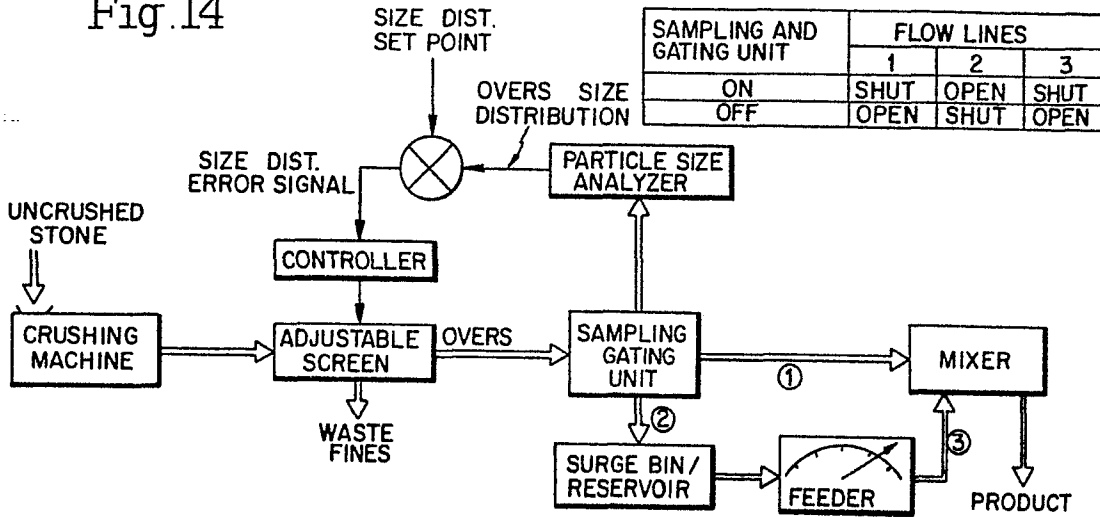 Fig.14
SIZE DIST.
SET POINT
SAMPLING AND
GATING UNIT
FLOW LINES
1 2 3
ON SHUT OPEN SHUT
OFF OPEN SHUT OPEN
OVERS SIZE
DISTRIBUTION
SIZE DIST.
ERROR SIGNAL
PARTICLE SIZE
ANALYZER
UNCRUSHED
STONE
CONTROLLER
CRUSHING
MACHINE
ADJUSTABLE
SCREEN
OVERS
SAMPLING
GATING
UNIT
①
MIXER
WASTE
FINES
②
SURGE BIN/
RESERVOIR
FEEDER
③
PRODUCT